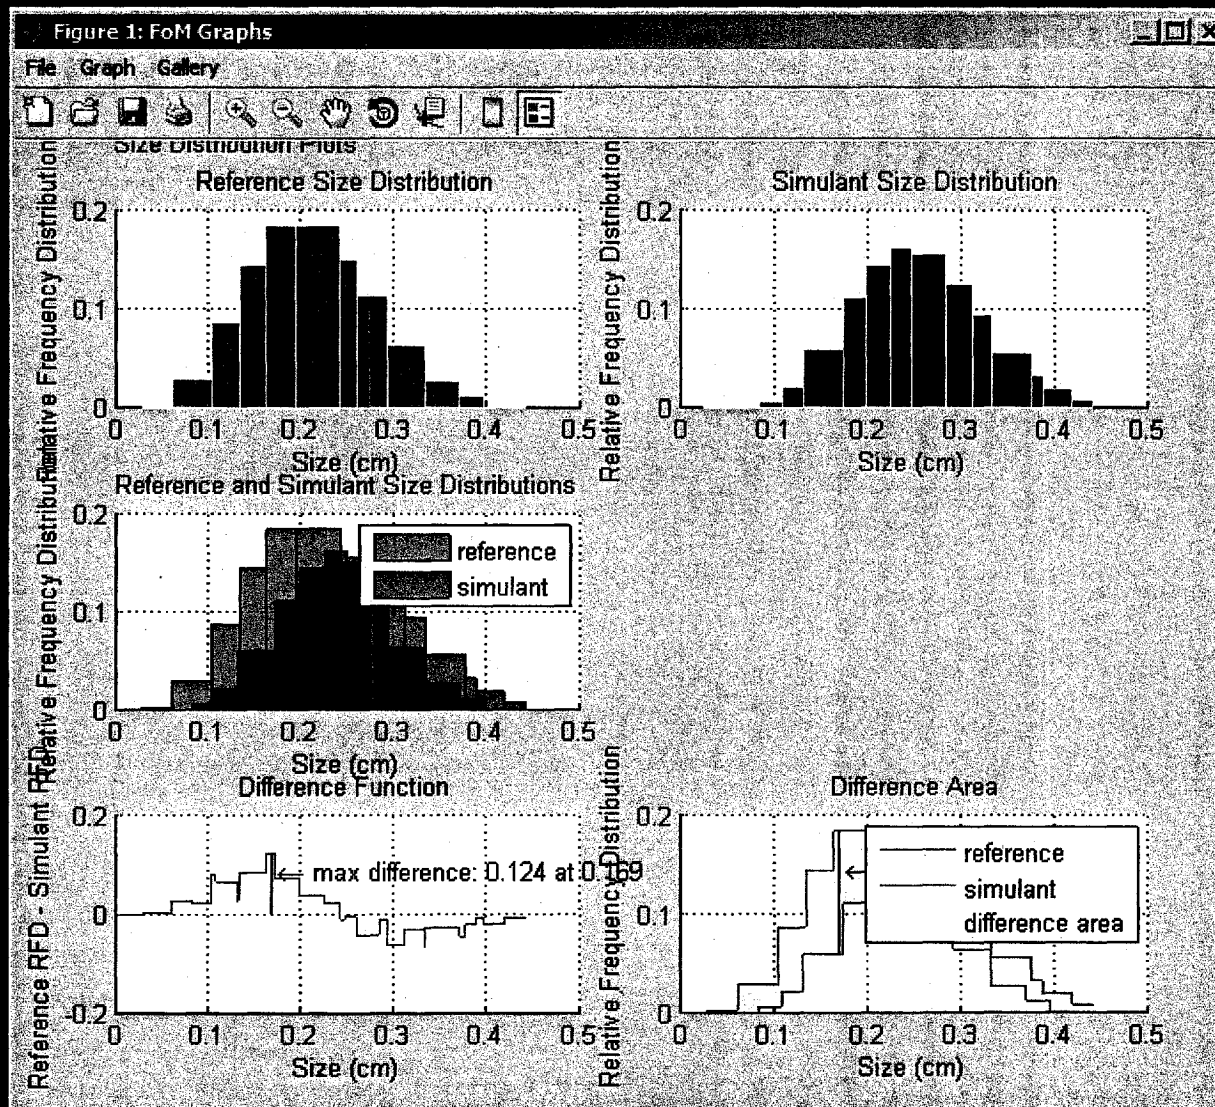 Figure 1: FoM Graphs
File Graph Gallery
Size Distribution Plots
Reference Size Distribution
Relative Frequency Distribution
0.2
0.1
0
0 0.1 0.2 0.3 0.4 0.5
Size (cm)
Simulant Size Distribution
Relative Frequency Distribution
0.2
0.1
0
0 0.1 0.2 0.3 0.4 0.5
Size (cm)
Reference and Simulant Size Distributions
Relative Frequency Distribution
0.2
0.1
0
reference
simulant
0 0.1 0.2 0.3 0.4 0.5
Size (cm)
Difference Function
Reference RFD - Simulant RFD
0.2
0
-0.2
max difference: 0.124 at 0.169
0 0.1 0.2 0.3 0.4 0.5
Size (cm)
Difference Area
Relative Frequency Distribution
0.2
0.1
0
reference
simulant
difference area
0 0.1 0.2 0.3 0.4 0.5
Size (cm)